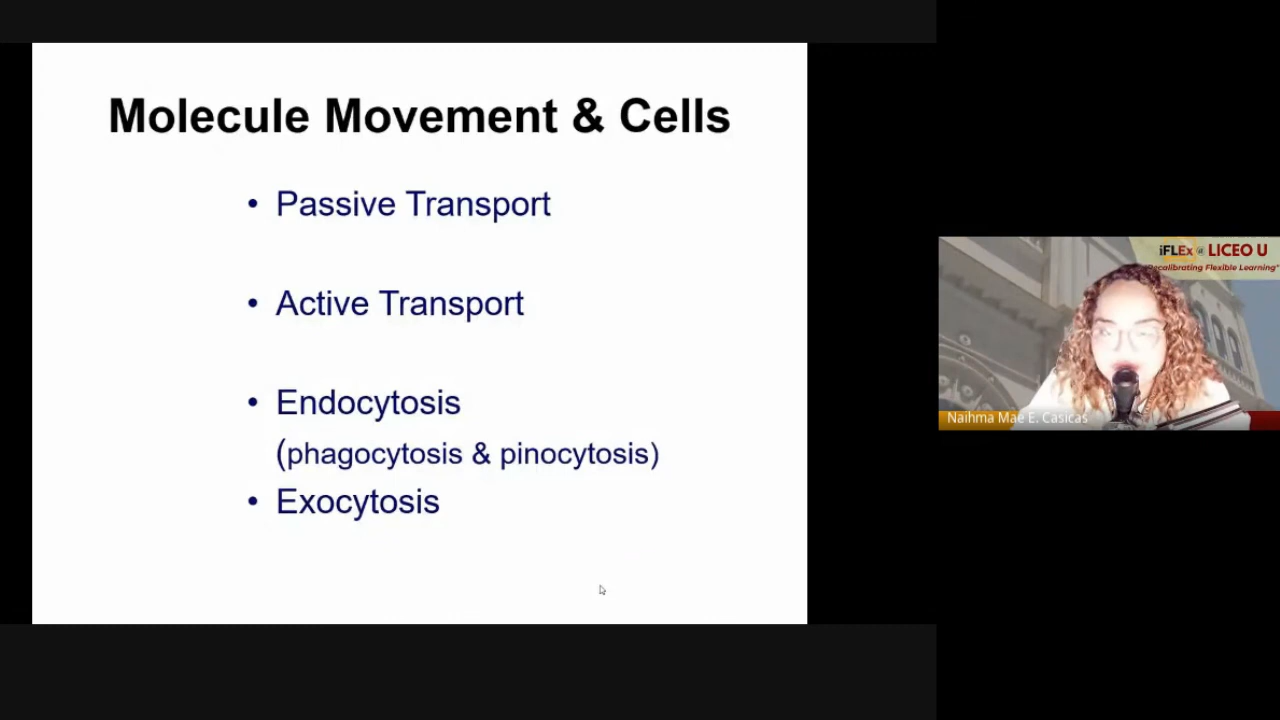 Molecule Movement & Cells
• Passive Transport
• Active Transport
• Endocytosis
(phagocytosis & pinocytosis)
• Exocytosis
iFLEx @ LICEO U
"Recalibrating Flexible Learning"
Naihma Mae E. Casicas